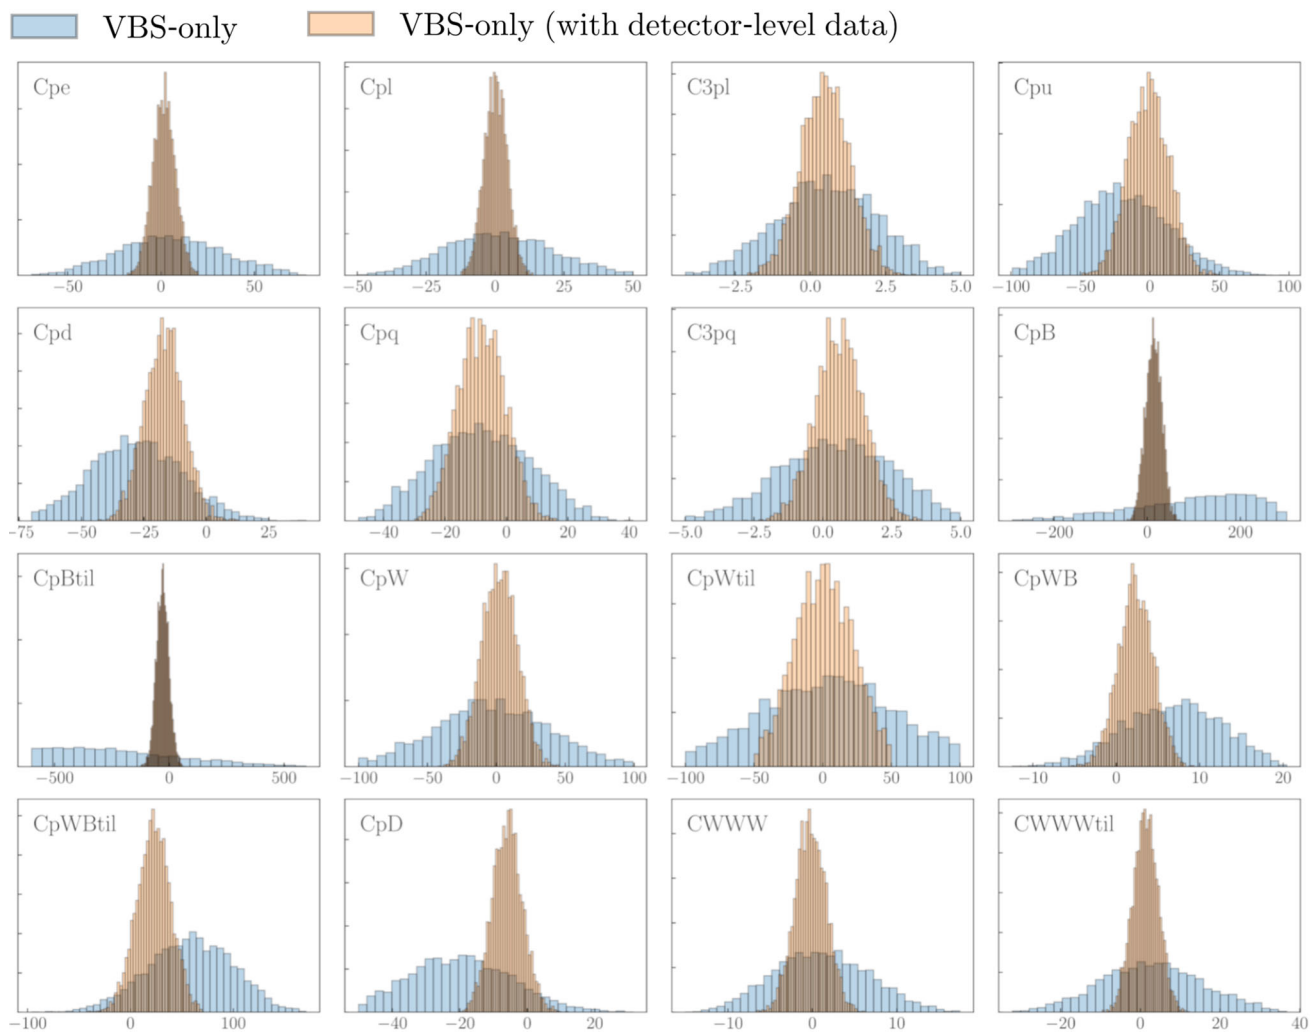 VBS-only VBS-only (with detector-level data)
Cpe Cpl C3pl Cpu
−50 0 50 −50 −25 0 25 50 −2.5 0.0 2.5 5.0 −100 −50 0 50 100
Cpd Cpq C3pq CpB
−75 −50 −25 0 25 −40 −20 0 20 40 −5.0 −2.5 0.0 2.5 5.0 −200 0 200
CpBtil CpW CpWtil CpWB
−500 0 500 −100 −50 0 50 100 −100 −50 0 50 100 −10 0 10 20
CpWBtil CpD CWWW CWWWtil
−100 0 100 −40 −20 0 20 −10 0 10 −20 0 20 40